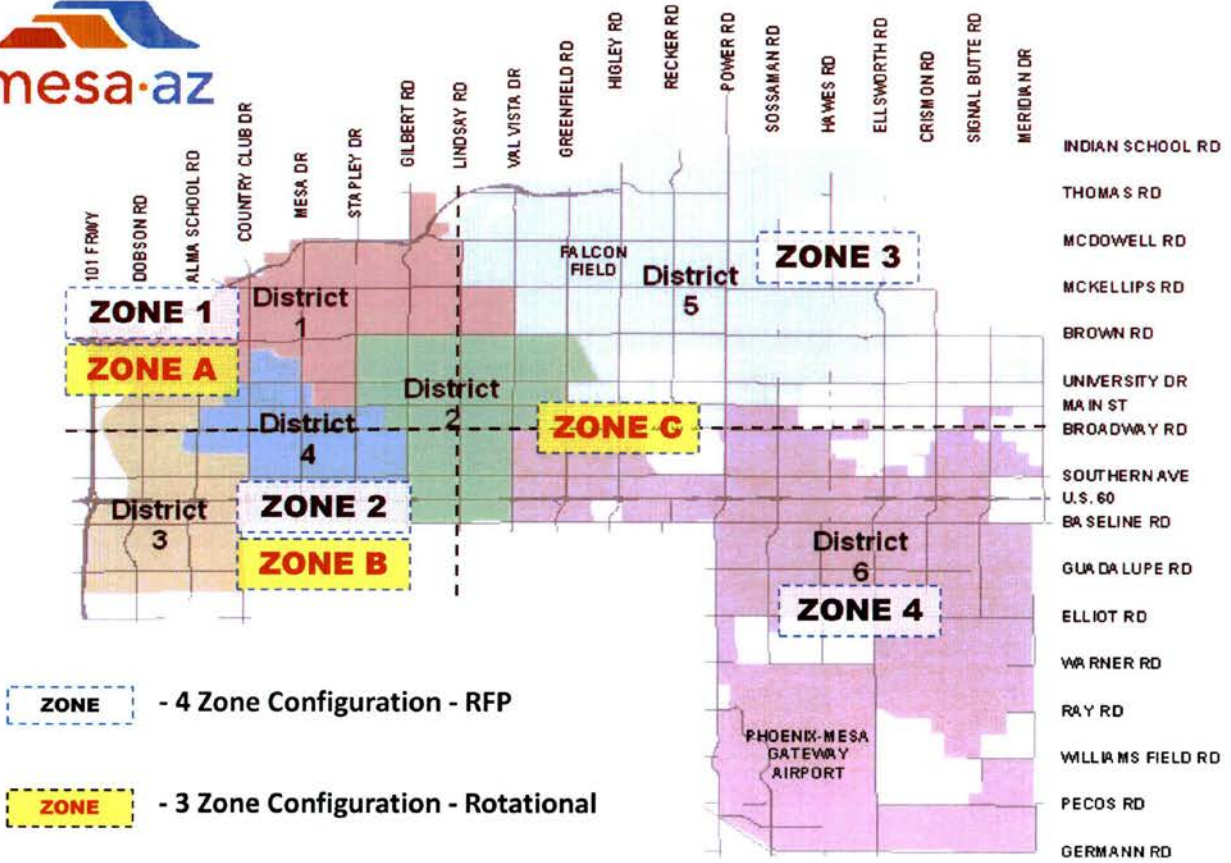 mesa·az
101 FRWY
DOBSON RD
ALMA SCHOOL RD
COUNTRY CLUB DR
MESA DR
STAPLEY DR
GILBERT RD
LINDSAY RD
VAL VISTA DR
GREENFIELD RD
HIGLEY RD
RECKER RD
POWER RD
SOSSAMAN RD
HAWES RD
ELLSWORTH RD
CRISMON RD
SIGNAL BUTTE RD
MERIDIAN DR
INDIAN SCHOOL RD
THOMAS RD
MCDOWELL RD
MCKELLIPS RD
BROWN RD
UNIVERSITY DR
MAIN ST
BROADWAY RD
SOUTHERN AVE
U.S. 60
BASELINE RD
GUADALUPE RD
ELLIOT RD
WARNER RD
RAY RD
WILLIAMS FIELD RD
PECOS RD
GERMANN RD
FALCON
FIELD
ZONE 3
District
5
ZONE 1
District
1
ZONE A
District
2
ZONE C
District
4
ZONE 2
District
3
ZONE B
District
6
ZONE 4
PHOENIX-MESA
GATEWAY
AIRPORT
ZONE - 4 Zone Configuration - RFP
ZONE - 3 Zone Configuration - Rotational